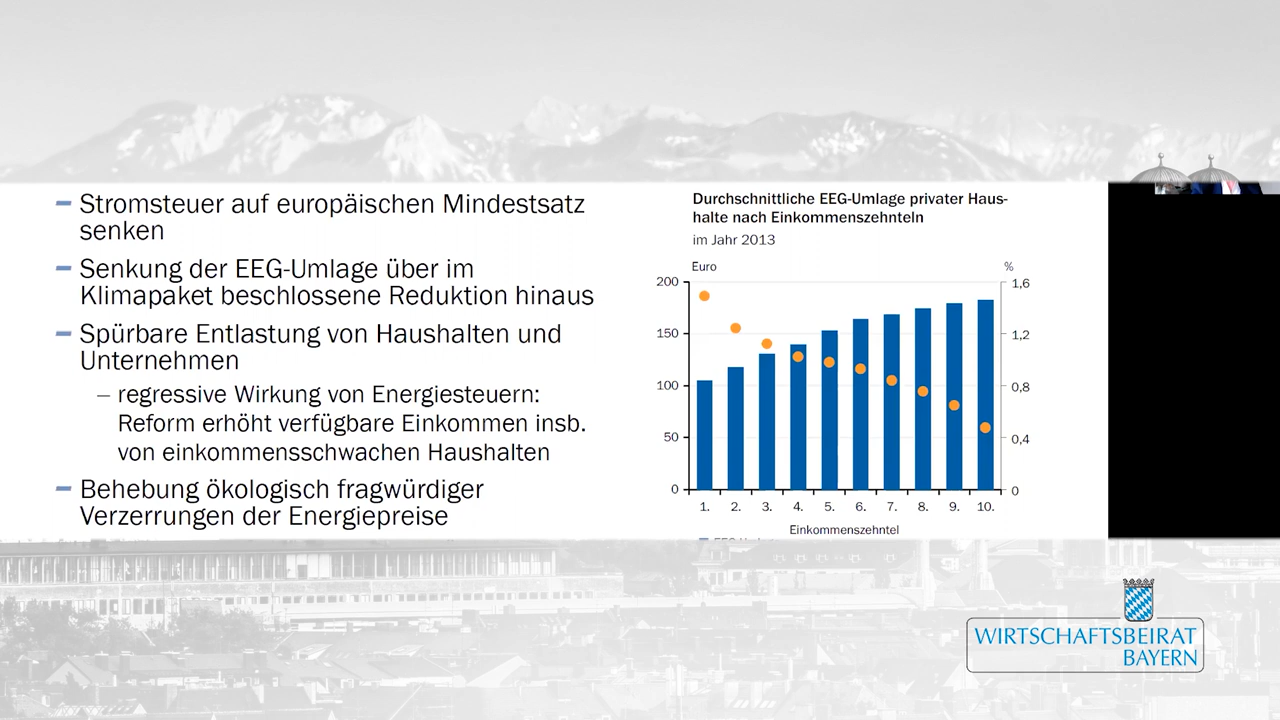 Stromsteuer auf europäischen Mindestsatz
senken
Senkung der EEG-Umlage über im
Klimapaket beschlossene Reduktion hinaus
Spürbare Entlastung von Haushalten und
Unternehmen
– regressive Wirkung von Energiesteuern:
Reform erhöht verfügbare Einkommen insb.
von einkommensschwachen Haushalten
Behebung ökologisch fragwürdiger
Verzerrungen der Energiepreise
Durchschnittliche EEG-Umlage privater Haus-
halte nach Einkommenszehnteln
im Jahr 2013
Euro %
200 1,6
150 1,2
100 0,8
50 0,4
0 0
1. 2. 3. 4. 5. 6. 7. 8. 9. 10.
Einkommenszehntel
WIRTSCHAFTSBEIRAT
BAYERN